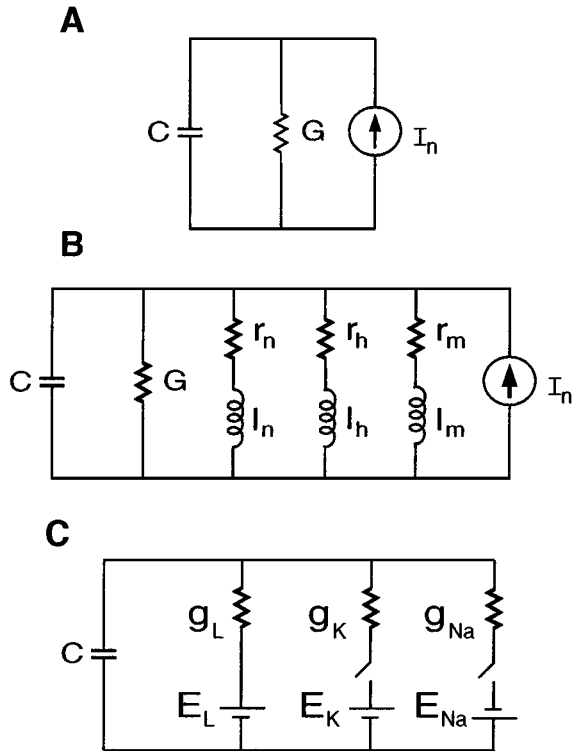 A
C
G
I_n
B
C
G
r_n
r_h
r_m
l_n
l_h
l_m
I_n
C
g_L
g_K
g_Na
C
E_L
E_K
E_Na